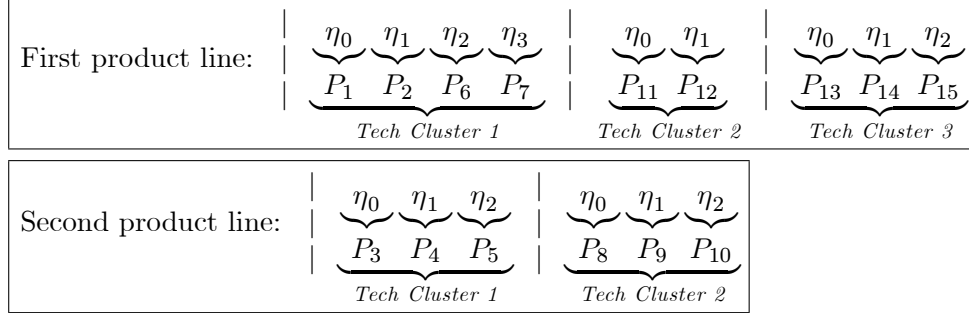 | η₀ η₁ η₂ η₃ | η₀ η₁ | η₀ η₁ η₂
First product line: | | |
| P₁ P₂ P₆ P₇ | P₁₁ P₁₂ | P₁₃ P₁₄ P₁₅
Tech Cluster 1 Tech Cluster 2 Tech Cluster 3
| η₀ η₁ η₂ | η₀ η₁ η₂
Second product line: | |
| P₃ P₄ P₅ | P₈ P₉ P₁₀
Tech Cluster 1 Tech Cluster 2